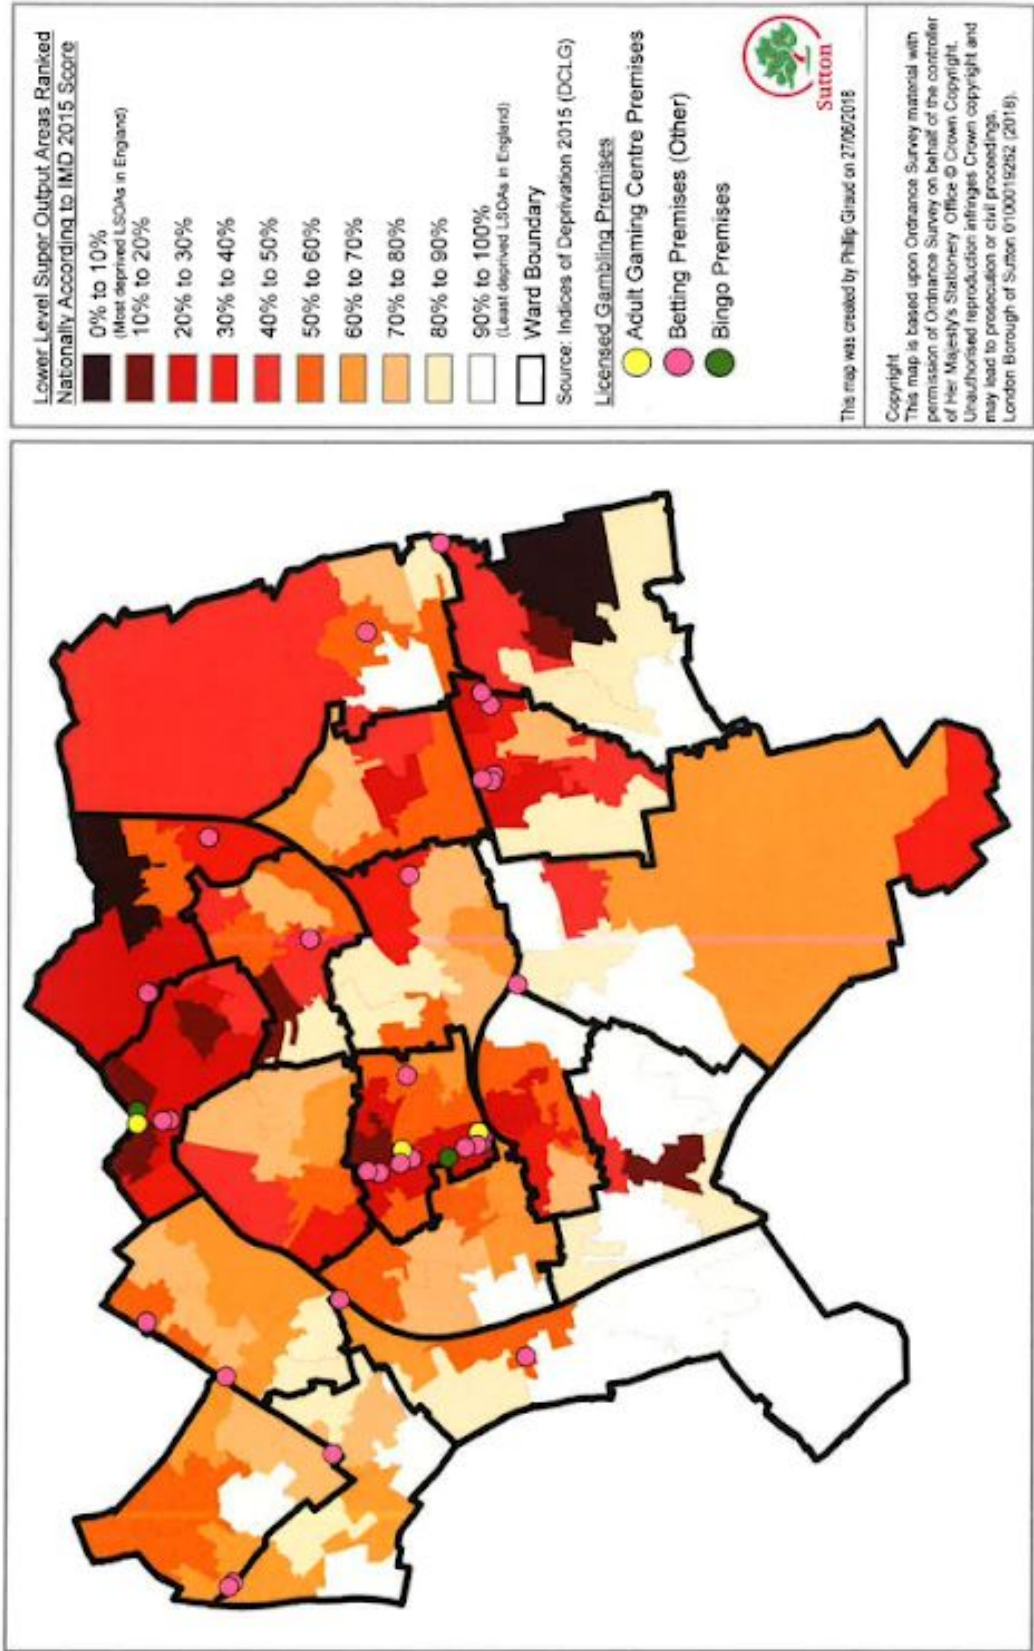 Lower Level Super Output Areas Ranked
Nationally According to IMD 2015 Score
0% to 10%
(Most deprived LSOAs in England)
10% to 20%
20% to 30%
30% to 40%
40% to 50%
50% to 60%
60% to 70%
70% to 80%
80% to 90%
90% to 100%
(Least deprived LSOAs in England)
Ward Boundary
Source: Indices of Deprivation 2015 (DCLG)
Licensed Gambling Premises
Adult Gaming Centre Premises
Betting Premises (Other)
Bingo Premises
Sutton
This map was created by Phillip Giraud on 27/06/2018
Copyright
This map is based upon Ordnance Survey material with
permission of Ordnance Survey on behalf of the controller
of Her Majesty's Stationery Office © Crown Copyright.
Unauthorised reproduction infringes Crown copyright and
may lead to prosecution or civil proceedings.
London Borough of Sutton 0100019262 (2018).